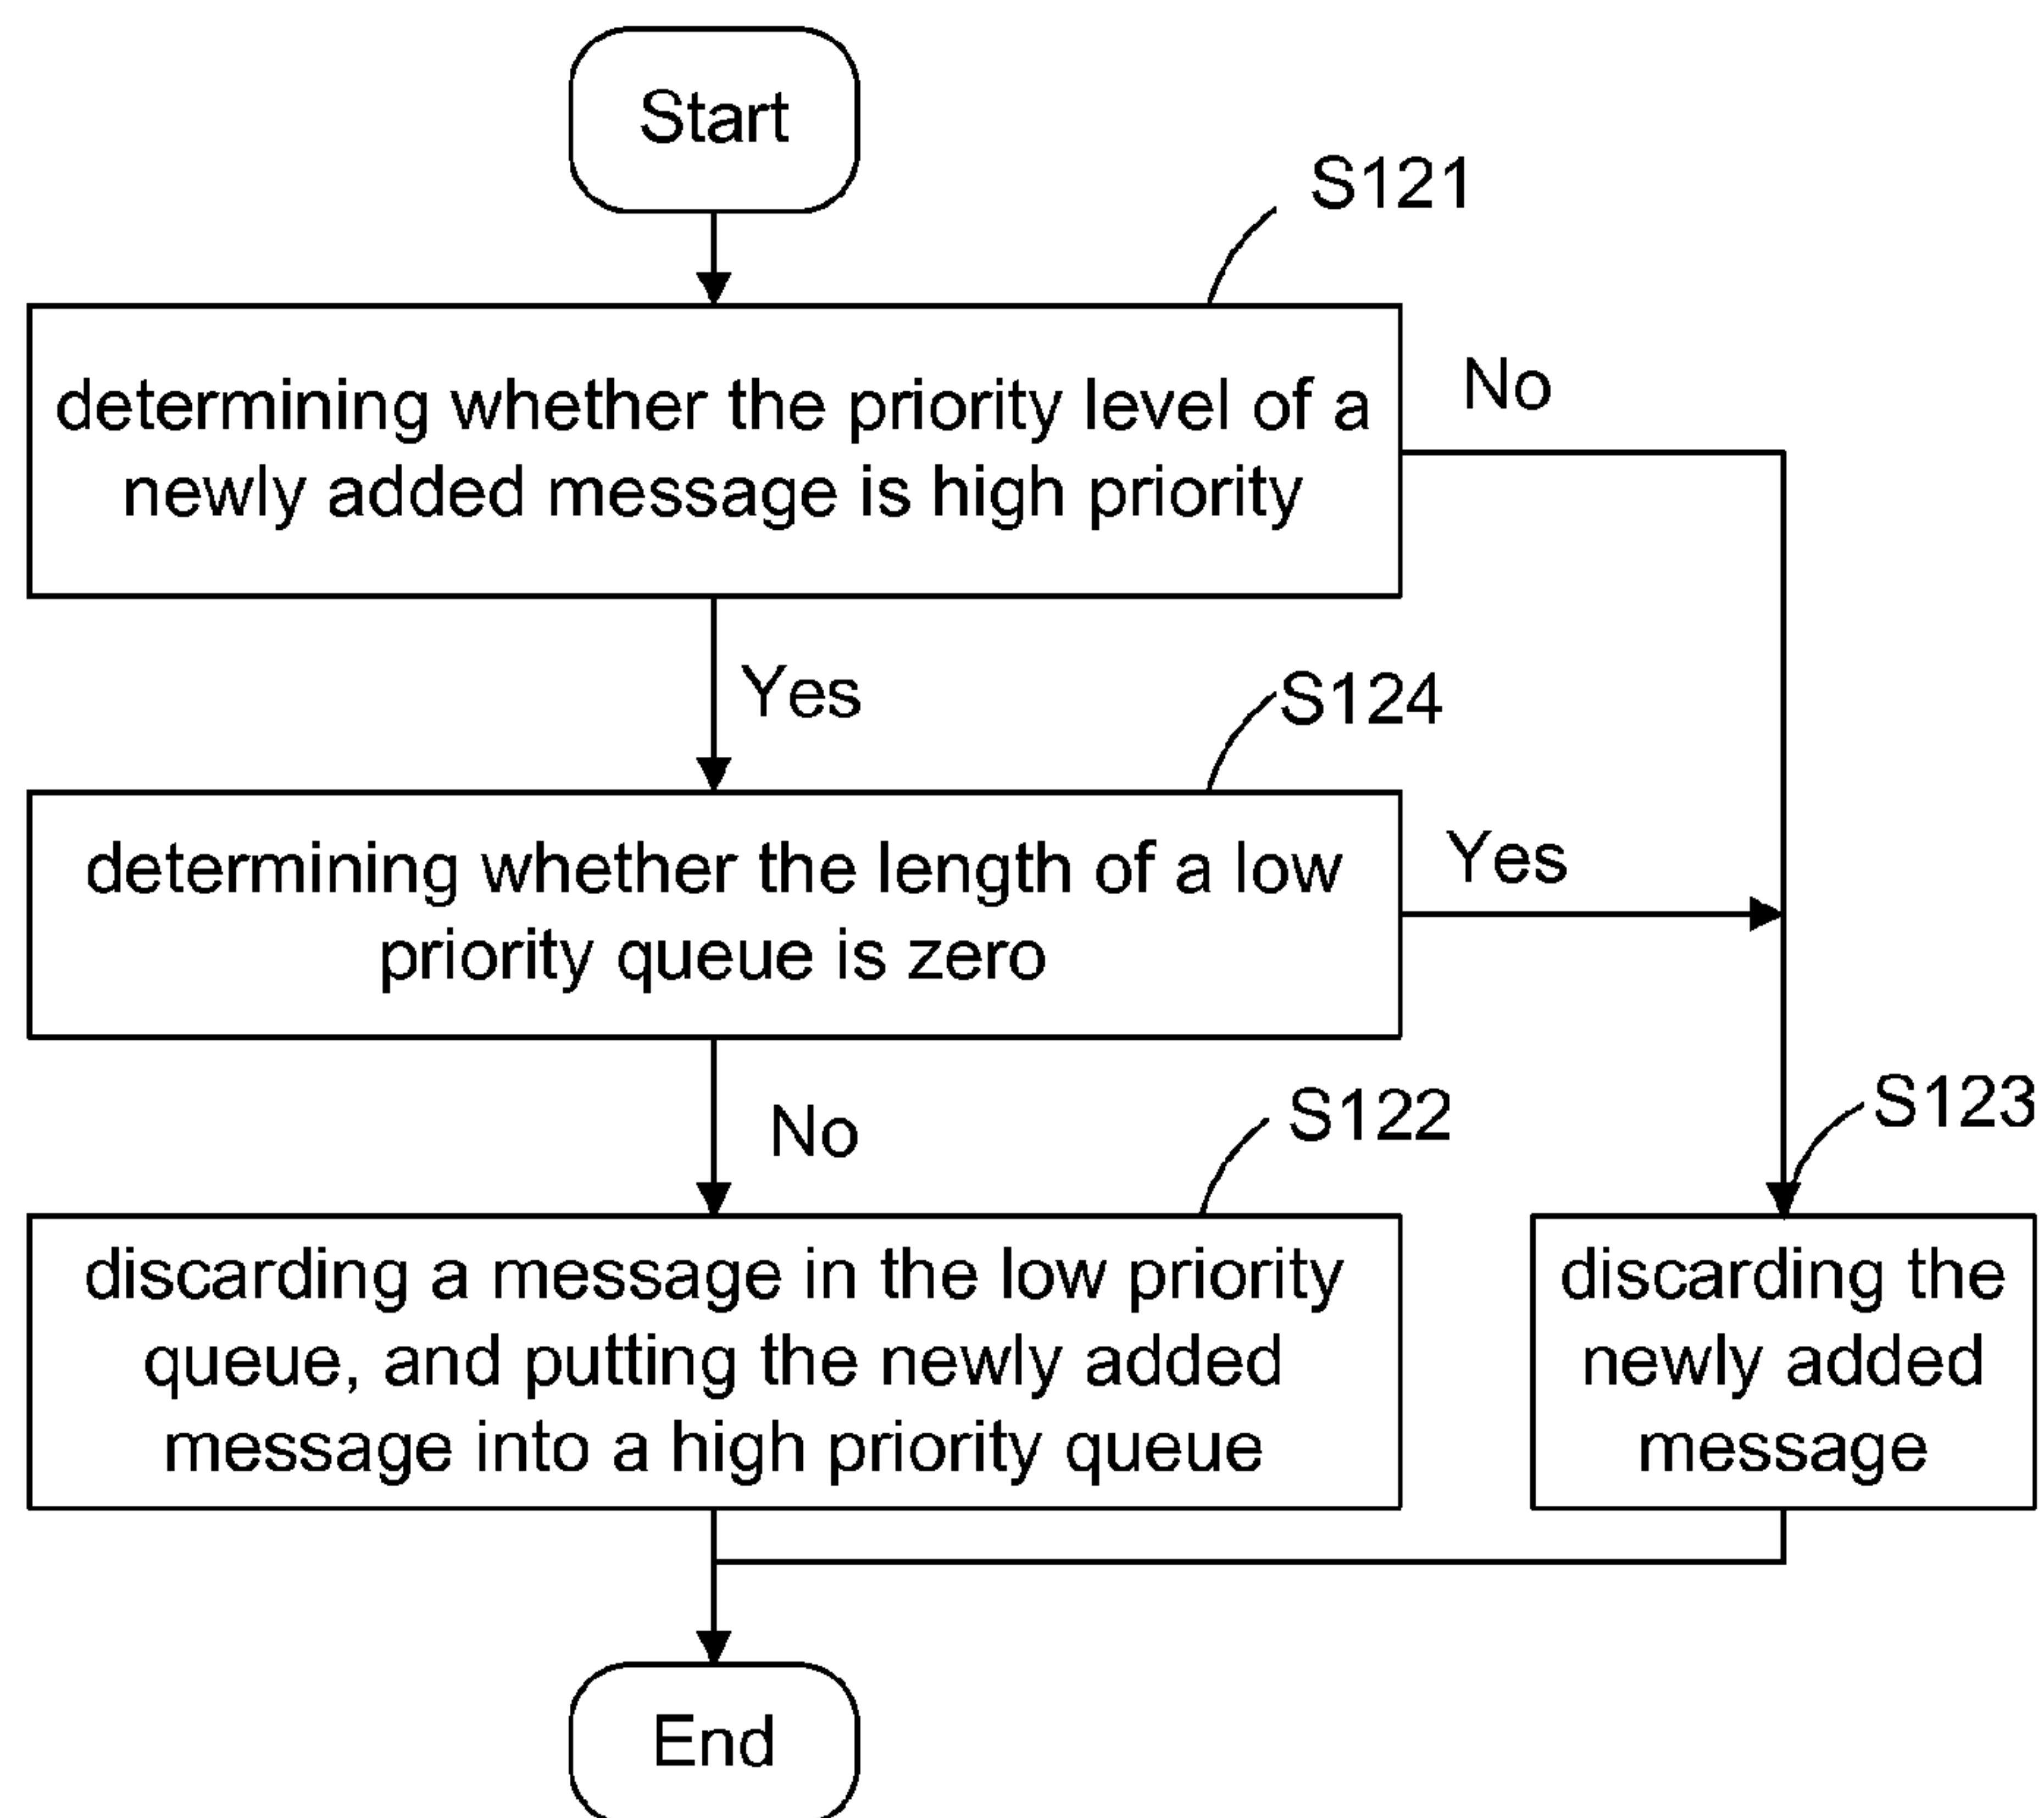 Start
S121
determining whether the priority level of a
newly added message is high priority
No
Yes
S124
determining whether the length of a low
priority queue is zero
Yes
No
S122
S123
discarding a message in the low priority
queue, and putting the newly added
message into a high priority queue
discarding the
newly added
message
End